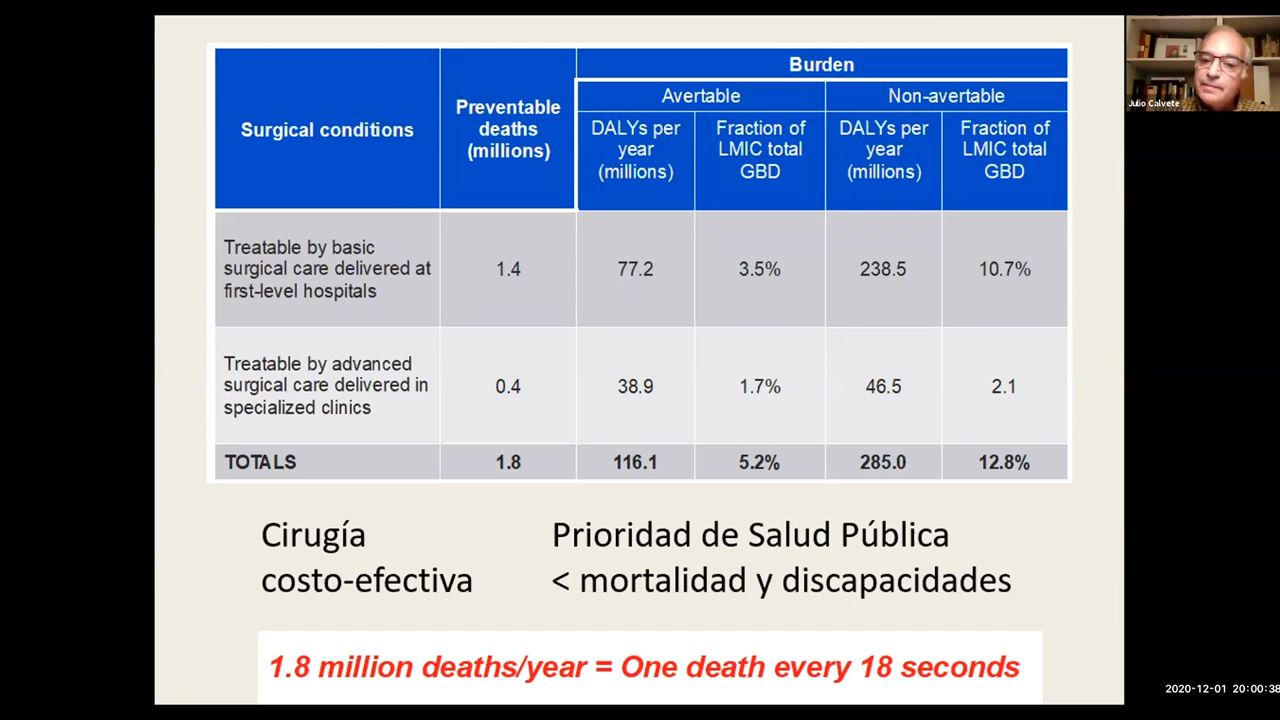 Burden
Surgical conditions
Preventable
deaths
(millions)
Avertable
Non-avertable
DALYs per
year
(millions)
Fraction of
LMIC total
GBD
DALYs per
year
(millions)
Fraction of
LMIC total
GBD
Treatable by basic
surgical care delivered at
first-level hospitals
1.4
77.2
3.5%
238.5
10.7%
Treatable by advanced
surgical care delivered in
specialized clinics
0.4
38.9
1.7%
46.5
2.1
TOTALS
1.8
116.1
5.2%
285.0
12.8%
Cirugía
costo-efectiva
Prioridad de Salud Pública
< mortalidad y discapacidades
1.8 million deaths/year = One death every 18 seconds
Julio Calvete
2020-12-01 20:00:38